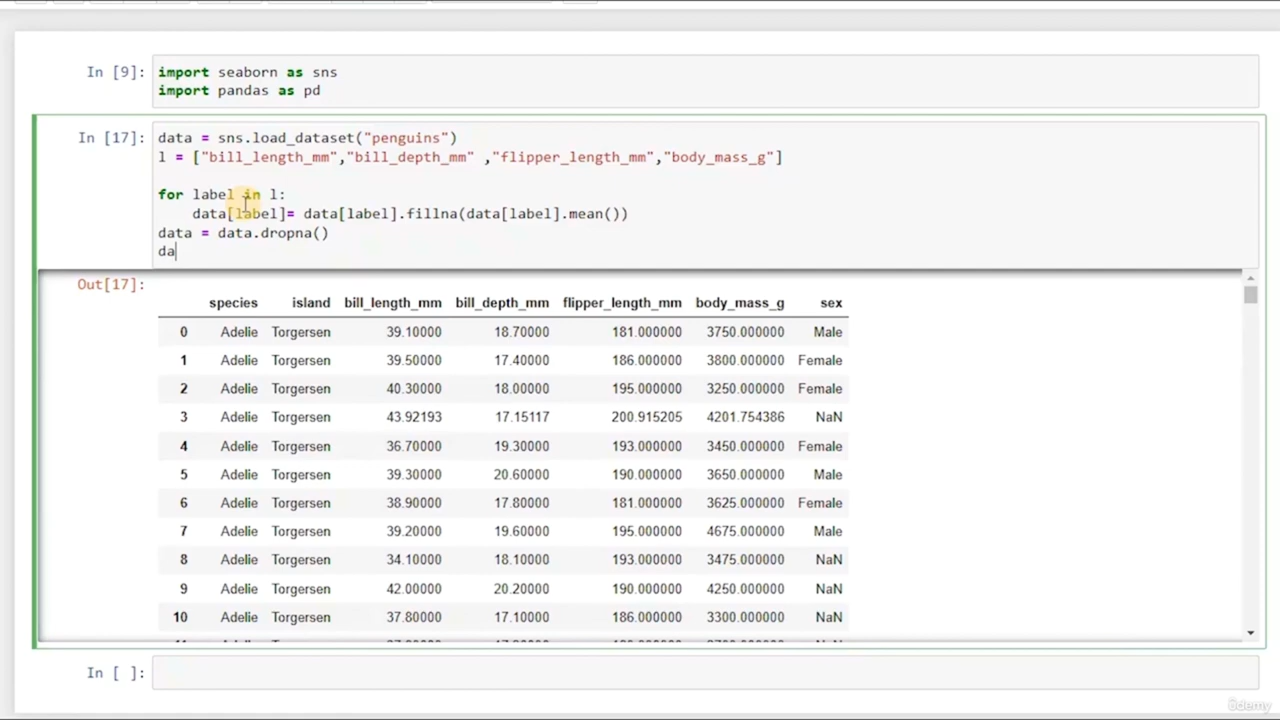 In [9]: import seaborn as sns
import pandas as pd
In [17]: data = sns.load_dataset("penguins")
l = ["bill_length_mm","bill_depth_mm" ,"flipper_length_mm","body_mass_g"]
for label in l:
data[label]= data[label].fillna(data[label].mean())
data = data.dropna()
da
Out[17]:
species island bill_length_mm bill_depth_mm flipper_length_mm body_mass_g sex
0 Adelie Torgersen 39.10000 18.70000 181.000000 3750.000000 Male
1 Adelie Torgersen 39.50000 17.40000 186.000000 3800.000000 Female
2 Adelie Torgersen 40.30000 18.00000 195.000000 3250.000000 Female
3 Adelie Torgersen 43.92193 17.15117 200.915205 4201.754386 NaN
4 Adelie Torgersen 36.70000 19.30000 193.000000 3450.000000 Female
5 Adelie Torgersen 39.30000 20.60000 190.000000 3650.000000 Male
6 Adelie Torgersen 38.90000 17.80000 181.000000 3625.000000 Female
7 Adelie Torgersen 39.20000 19.60000 195.000000 4675.000000 Male
8 Adelie Torgersen 34.10000 18.10000 193.000000 3475.000000 NaN
9 Adelie Torgersen 42.00000 20.20000 190.000000 4250.000000 NaN
10 Adelie Torgersen 37.80000 17.10000 186.000000 3300.000000 NaN
In [ ]:
ûdemy